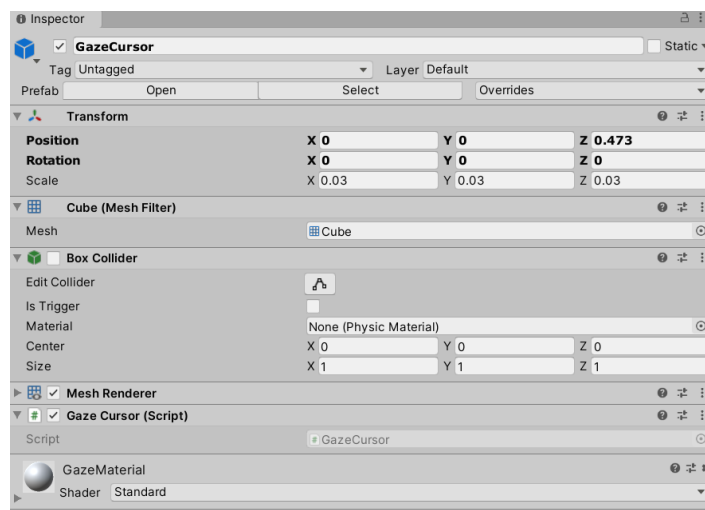 Inspector
GazeCursor Static
Tag Untagged Layer Default
Prefab Open Select Overrides
Transform
Position X 0 Y 0 Z 0.473
Rotation X 0 Y 0 Z 0
Scale X 0.03 Y 0.03 Z 0.03
Cube (Mesh Filter)
Mesh Cube
Box Collider
Edit Collider
Is Trigger
Material None (Physic Material)
Center X 0 Y 0 Z 0
Size X 1 Y 1 Z 1
Mesh Renderer
# Gaze Cursor (Script)
Script # GazeCursor
GazeMaterial
Shader Standard